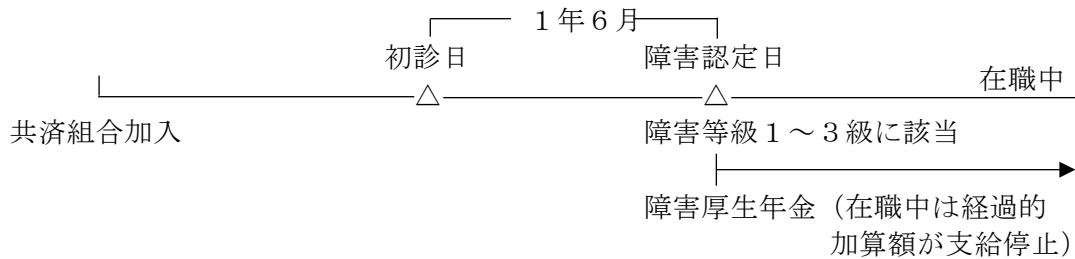 １年６月
初診日
障害認定日
在職中
共済組合加入
障害等級１～３級に該当
障害厚生年金（在職中は経過的
加算額が支給停止）